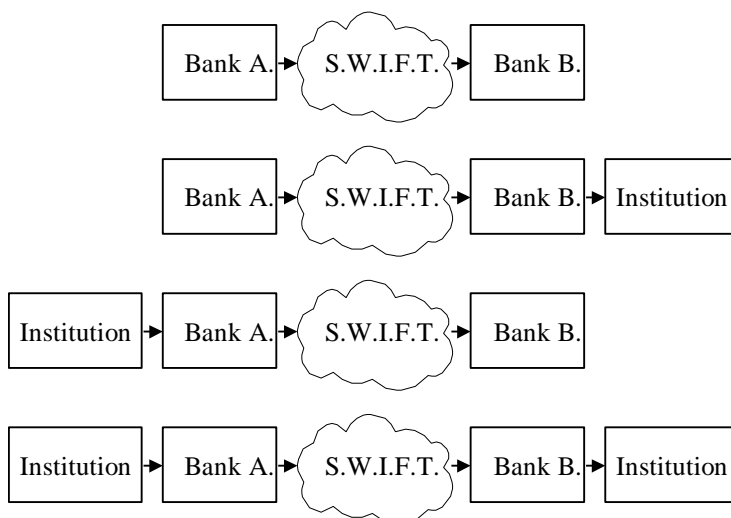 Bank A. S.W.I.F.T. Bank B.
Bank A. S.W.I.F.T. Bank B. Institution
Institution Bank A. S.W.I.F.T. Bank B.
Institution Bank A. S.W.I.F.T. Bank B. Institution